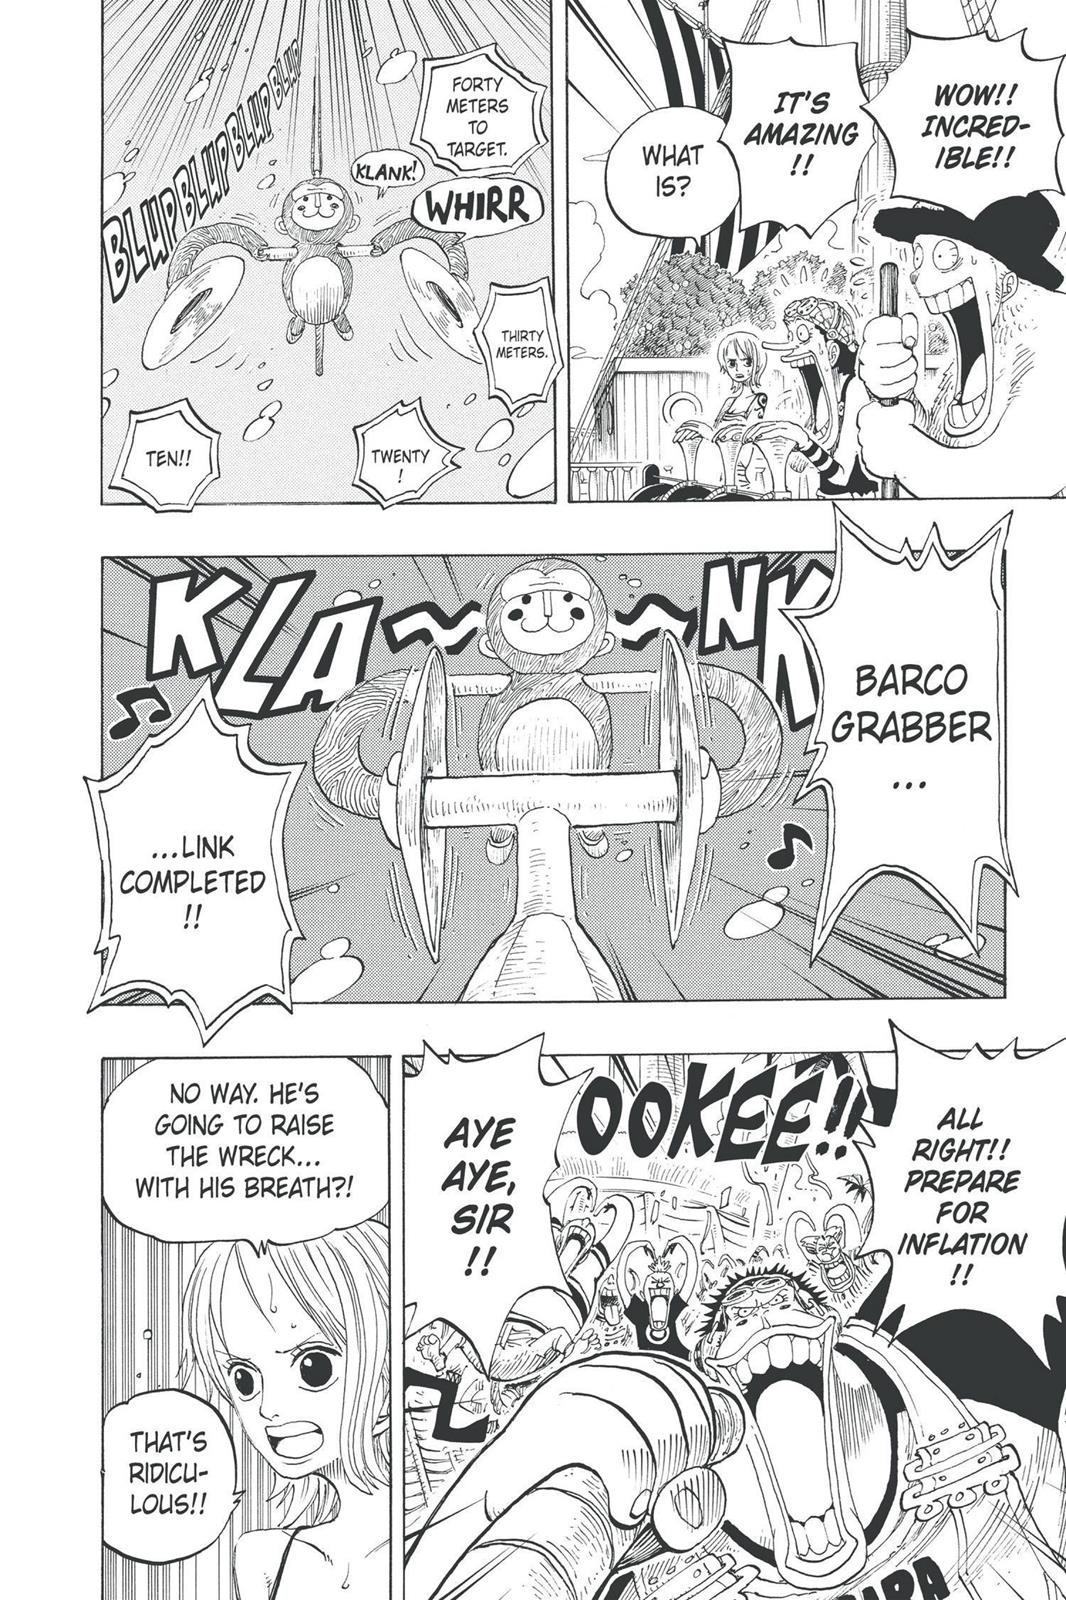 WOW!!
INCRED-
IBLE!!
IT'S
AMAZING
!!
WHAT
IS?
FORTY
METERS
TO
TARGET.
KLANK!
WHIRR
BLUP BLUP BLUP BLUP BLUP
THIRTY
METERS.
TWENTY
!
TEN!!
KLA~~NK
BARCO
GRABBER
...
...LINK
COMPLETED
!!
ALL
RIGHT!!
PREPARE
FOR
INFLATION
!!
OOKEE!!
AYE
AYE,
SIR
!!
NO WAY. HE'S
GOING TO RAISE
THE WRECK...
WITH HIS BREATH?!
THAT'S
RIDICU-
LOUS!!